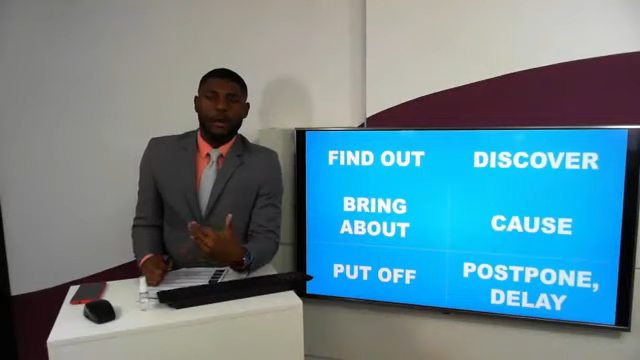 FIND OUT DISCOVER
BRING
ABOUT
CAUSE
PUT OFF
POSTPONE,
DELAY